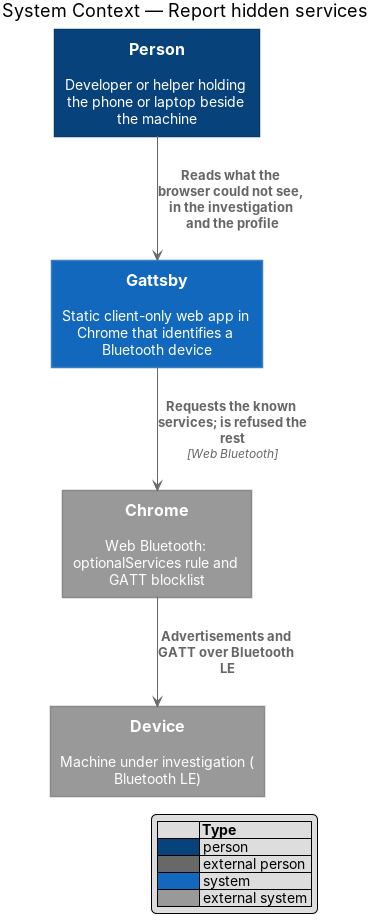 System Context — Report hidden services
Person
Developer or helper holding
the phone or laptop beside
the machine
Reads what the
browser could not see,
in the investigation
and the profile
Gattsby
Static client-only web app in
Chrome that identifies a
Bluetooth device
Requests the known
services; is refused the
rest
[Web Bluetooth]
Chrome
Web Bluetooth:
optionalServices rule and
GATT blocklist
Advertisements and
GATT over Bluetooth
LE
Device
Machine under investigation (
Bluetooth LE)
Type
person
external person
system
external system